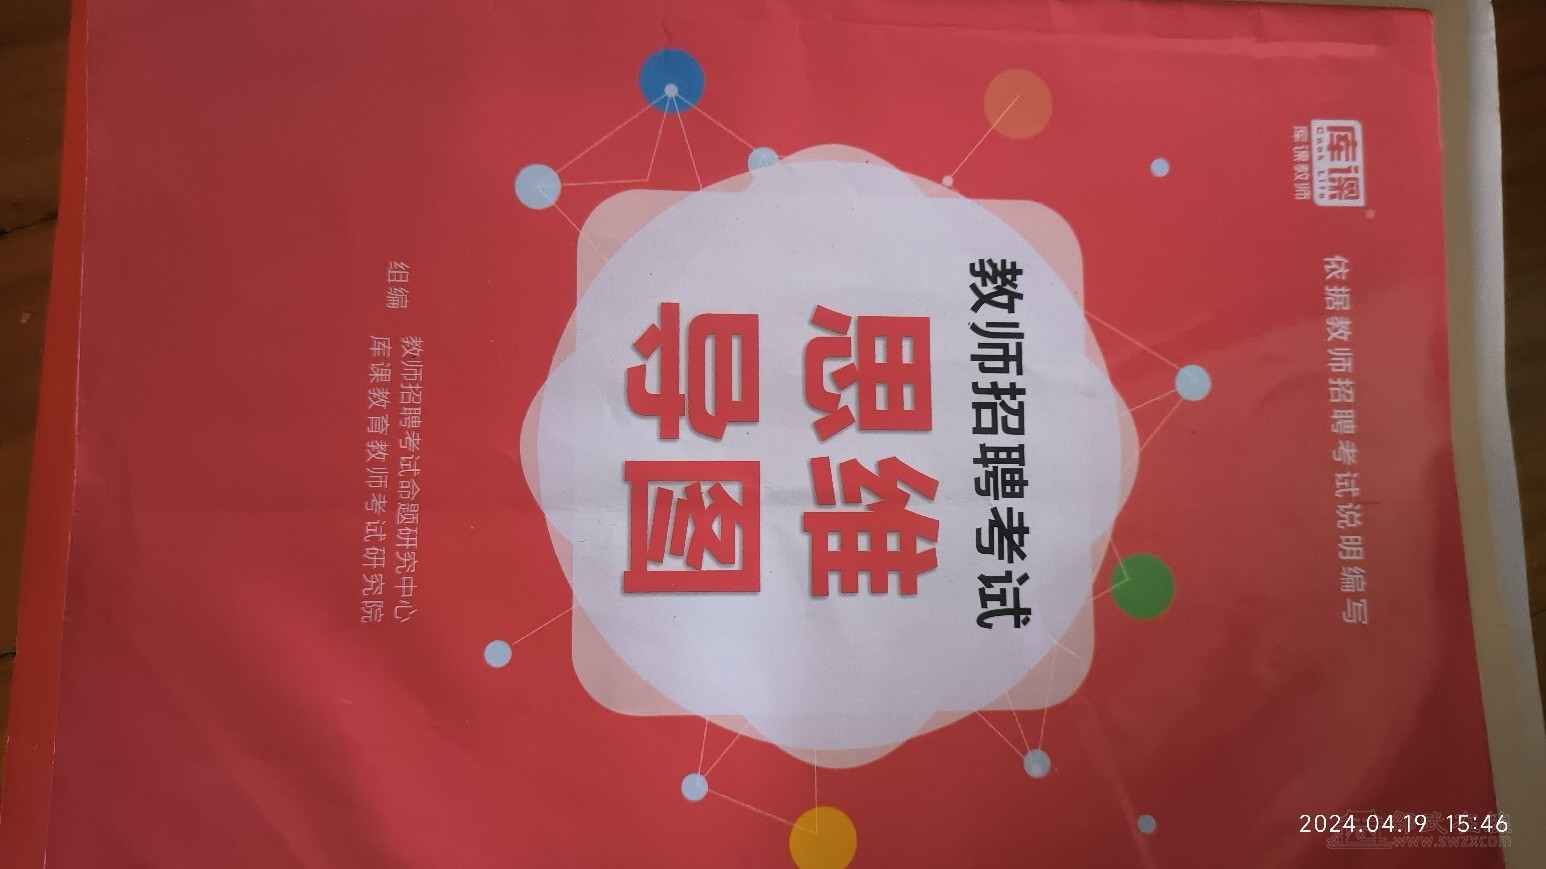 库课
库课教师
依据教师招聘考试说明编写
教师招聘考试
思维
导图
组编
教师招聘考试命题研究中心
库课教育教师考试研究院
2024.04.19 15:46
www.swzxcom